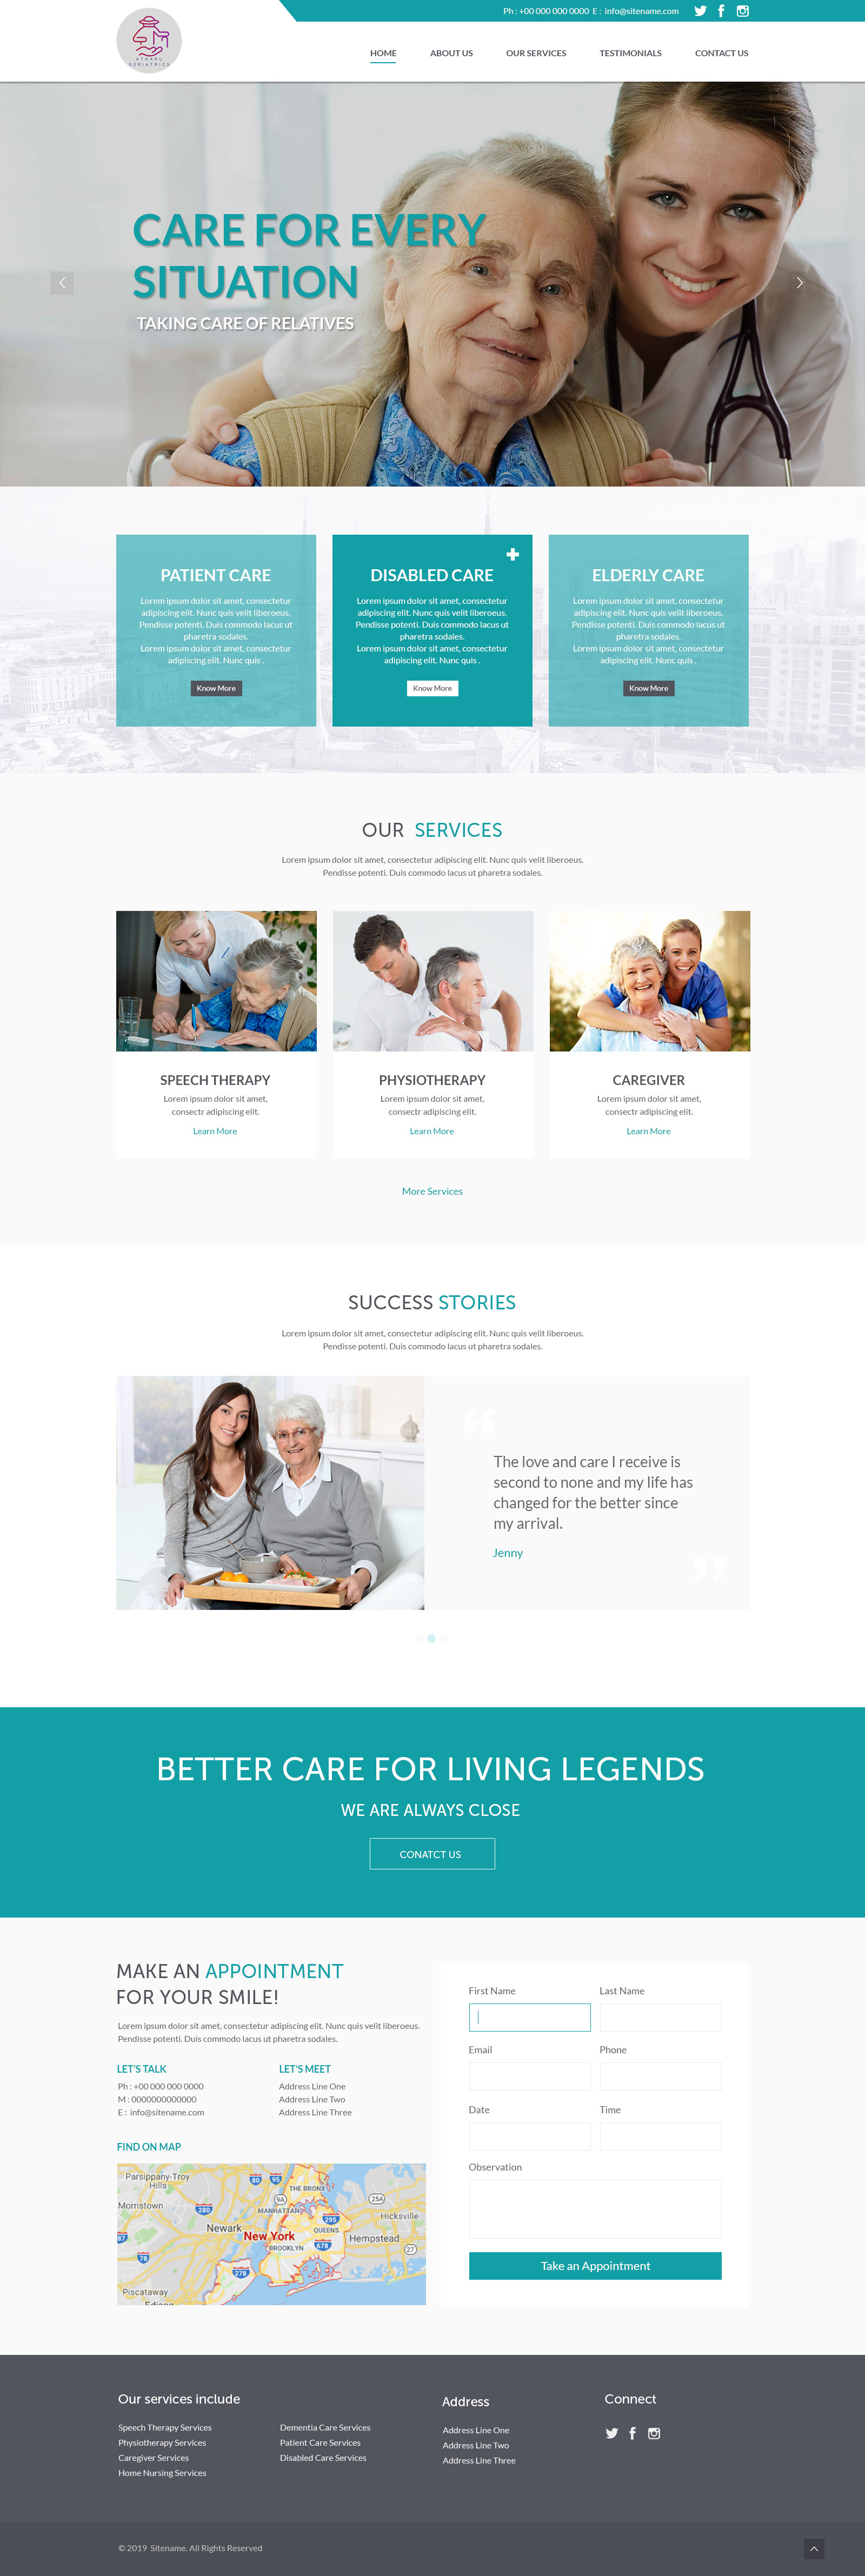 Ph : +00 000 000 0000 E : info@sitename.com
ATHARU
GERIATRICS
HOME ABOUT US OUR SERVICES TESTIMONIALS CONTACT US
CARE FOR EVERY
SITUATION
TAKING CARE OF RELATIVES
PATIENT CARE
Lorem ipsum dolor sit amet, consectetur
adipiscing elit. Nunc quis velit liberoeus.
Pendisse potenti. Duis commodo lacus ut
pharetra sodales.
Lorem ipsum dolor sit amet, consectetur
adipiscing elit. Nunc quis .
Know More
DISABLED CARE
Lorem ipsum dolor sit amet, consectetur
adipiscing elit. Nunc quis velit liberoeus.
Pendisse potenti. Duis commodo lacus ut
pharetra sodales.
Lorem ipsum dolor sit amet, consectetur
adipiscing elit. Nunc quis .
Know More
ELDERLY CARE
Lorem ipsum dolor sit amet, consectetur
adipiscing elit. Nunc quis velit liberoeus.
Pendisse potenti. Duis commodo lacus ut
pharetra sodales.
Lorem ipsum dolor sit amet, consectetur
adipiscing elit. Nunc quis .
Know More
OUR SERVICES
Lorem ipsum dolor sit amet, consectetur adipiscing elit. Nunc quis velit liberoeus.
Pendisse potenti. Duis commodo lacus ut pharetra sodales.
SPEECH THERAPY
Lorem ipsum dolor sit amet,
consectr adipiscing elit.
Learn More
PHYSIOTHERAPY
Lorem ipsum dolor sit amet,
consectr adipiscing elit.
Learn More
CAREGIVER
Lorem ipsum dolor sit amet,
consectr adipiscing elit.
Learn More
More Services
SUCCESS STORIES
Lorem ipsum dolor sit amet, consectetur adipiscing elit. Nunc quis velit liberoeus.
Pendisse potenti. Duis commodo lacus ut pharetra sodales.
“
The love and care I receive is
second to none and my life has
changed for the better since
my arrival.
Jenny
”
BETTER CARE FOR LIVING LEGENDS
WE ARE ALWAYS CLOSE
CONATCT US
MAKE AN APPOINTMENT
FOR YOUR SMILE!
Lorem ipsum dolor sit amet, consectetur adipiscing elit. Nunc quis velit liberoeus.
Pendisse potenti. Duis commodo lacus ut pharetra sodales.
LET'S TALK
Ph : +00 000 000 0000
M : 0000000000000
E : info@sitename.com
LET'S MEET
Address Line One
Address Line Two
Address Line Three
FIND ON MAP
Parsippany-Troy
Hills
80 95
THE BRONX
9A
25A
Morristown
280
MANHATTAN
Hicksville
295
Newark
New York
QUEENS
87
Hempstead
678
BROOKLYN
27
78
278
Piscataway
Edison
First Name Last Name
Email Phone
Date Time
Observation
Take an Appointment
Our services include
Speech Therapy Services
Physiotherapy Services
Caregiver Services
Home Nursing Services
Dementia Care Services
Patient Care Services
Disabled Care Services
Address
Address Line One
Address Line Two
Address Line Three
Connect
© 2019 Sitename. All Rights Reserved